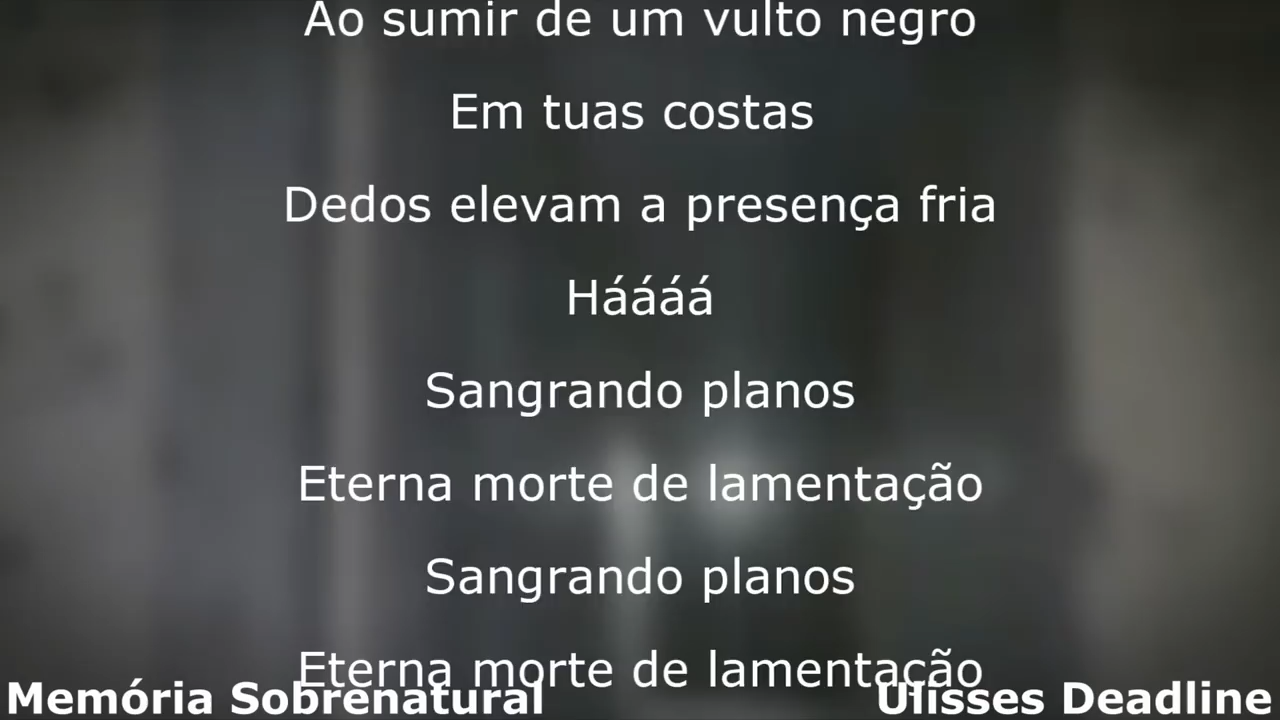 Ao sumir de um vulto negro
Em tuas costas
Dedos elevam a presença fria
Háááá
Sangrando planos
Eterna morte de lamentação
Sangrando planos
Eterna morte de lamentação
Memória Sobrenatural
Ulisses Deadline